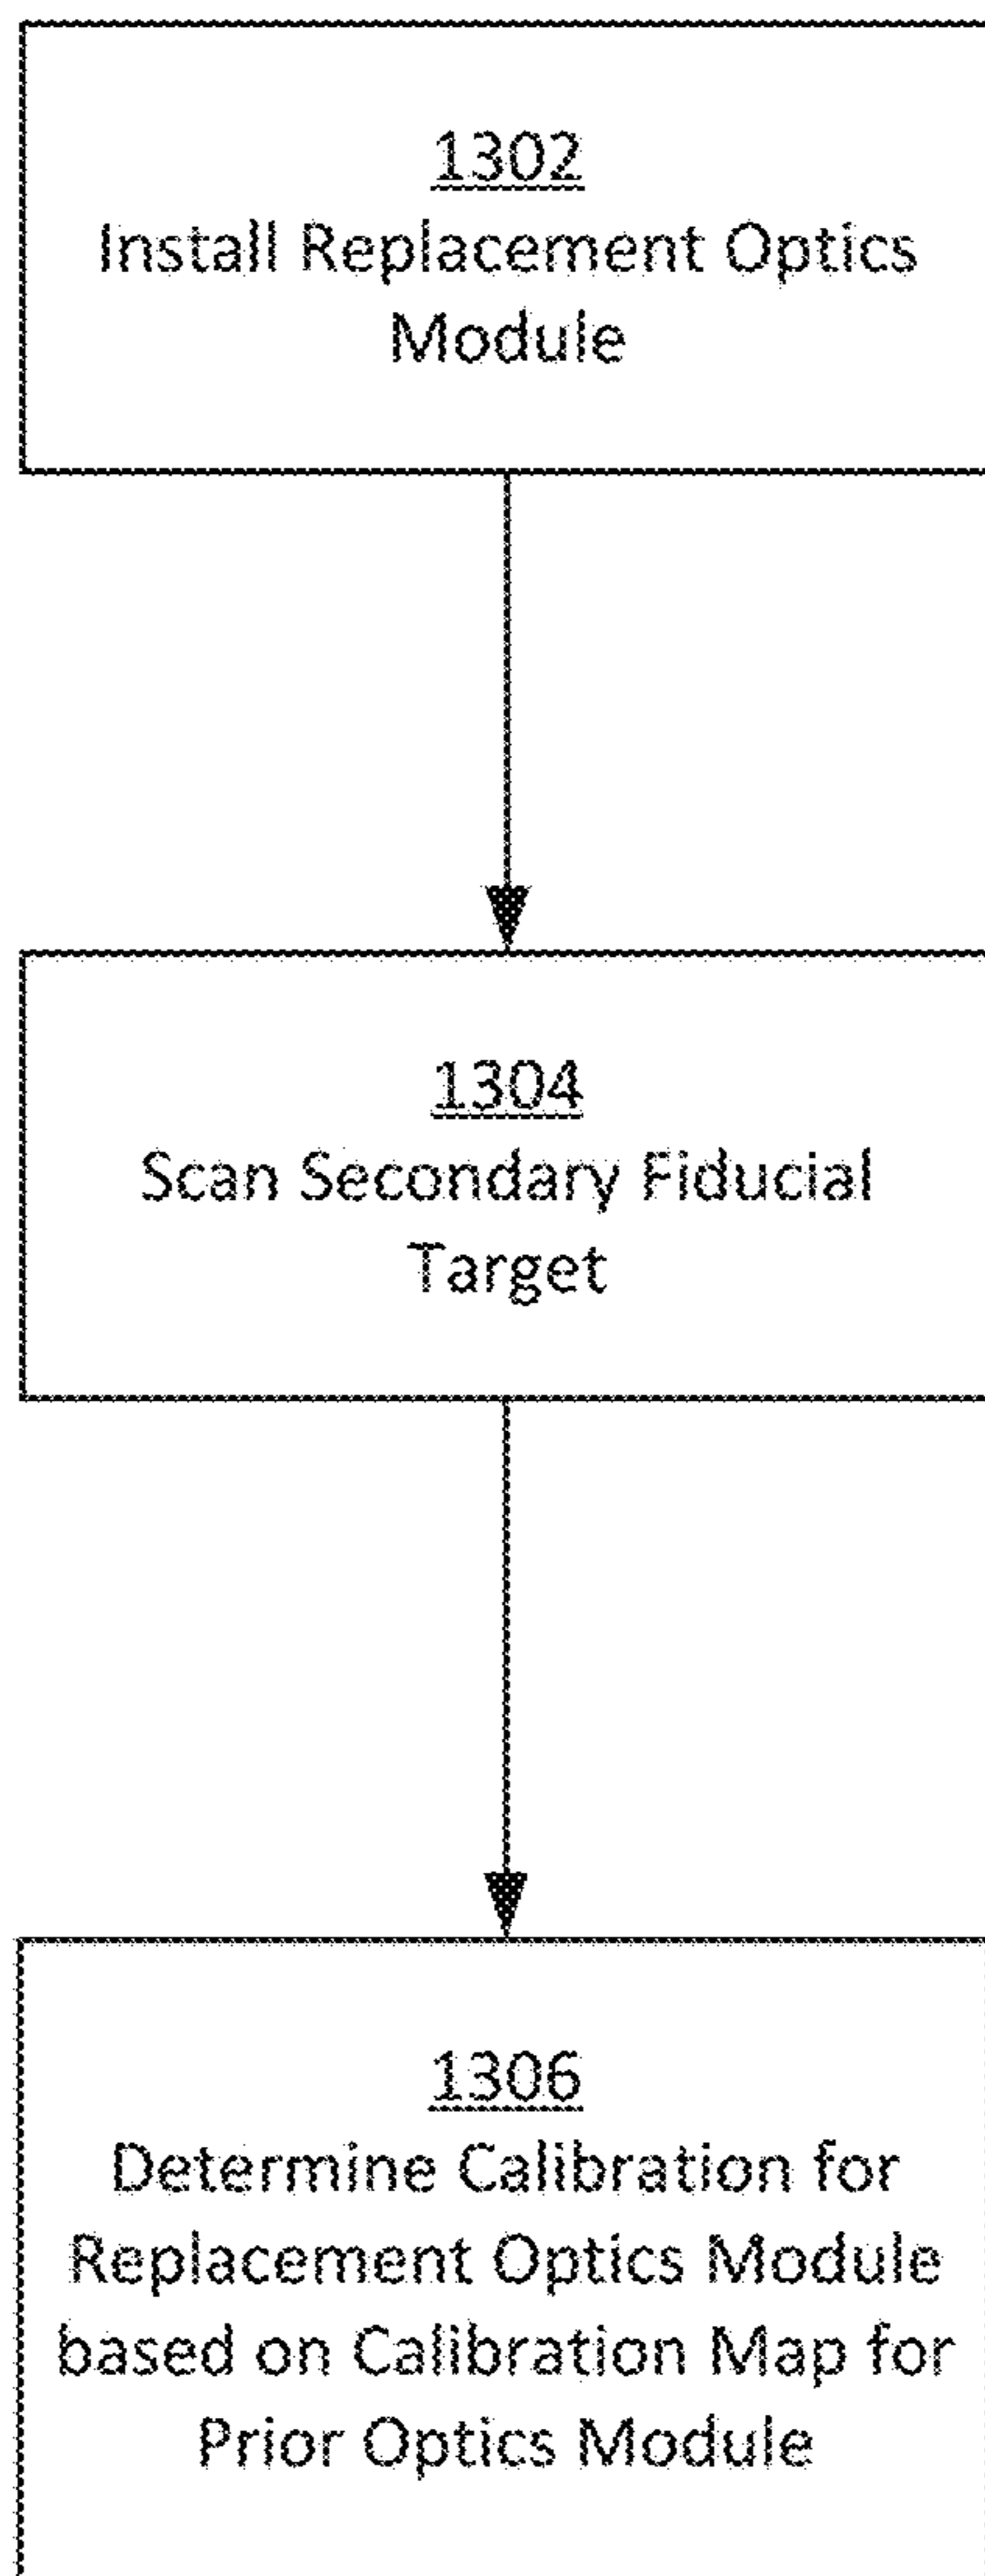 1302
Install Replacement Optics
Module
1304
Scan Secondary Fiducial
Target
1306
Determine Calibration for
Replacement Optics Module
based on Calibration Map for
Prior Optics Module